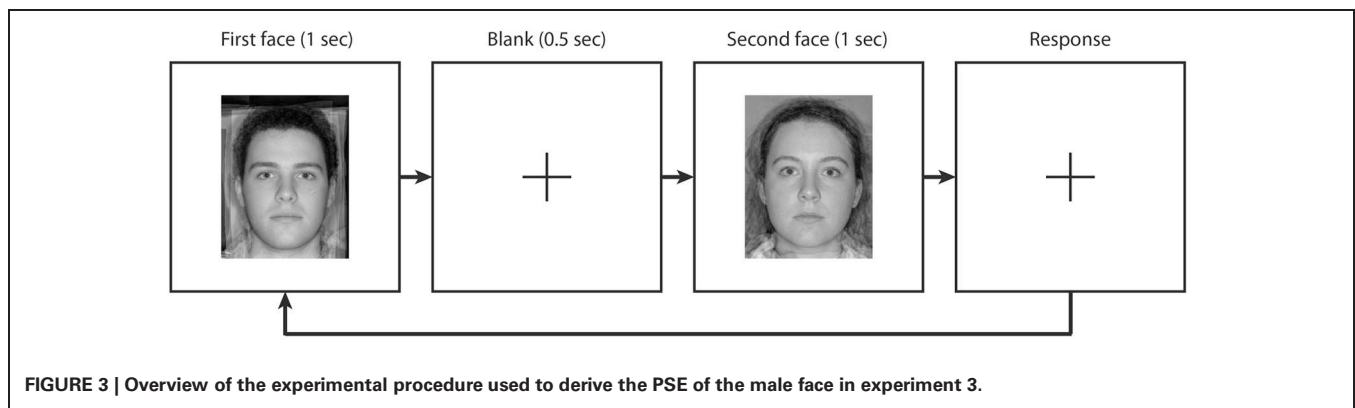 First face (1 sec) Blank (0.5 sec) Second face (1 sec) Response
FIGURE 3 | Overview of the experimental procedure used to derive the PSE of the male face in experiment 3.